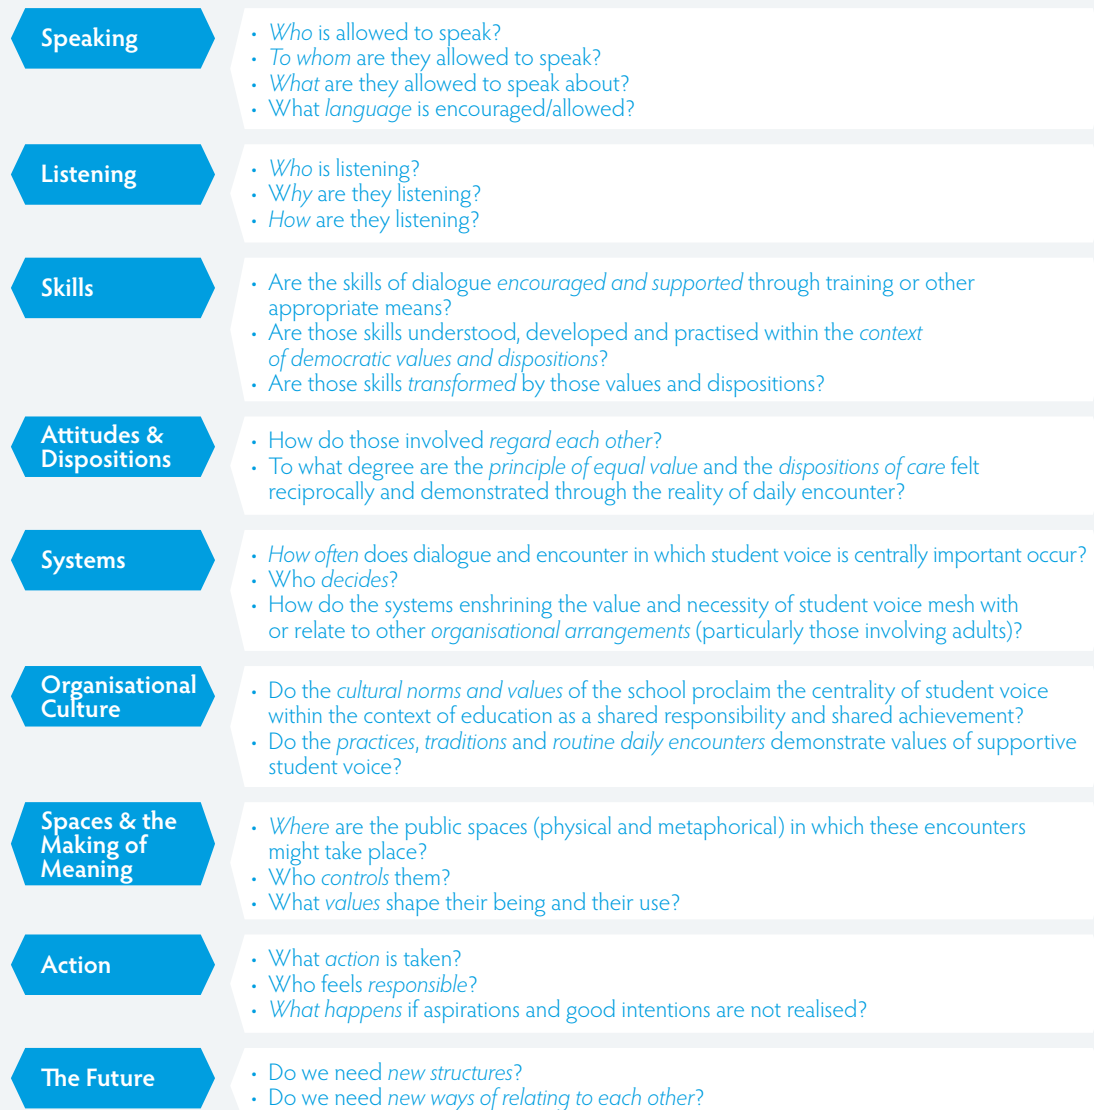 Speaking
• Who is allowed to speak?
• To whom are they allowed to speak?
• What are they allowed to speak about?
• What language is encouraged/allowed?
Listening
• Who is listening?
• Why are they listening?
• How are they listening?
Skills
• Are the skills of dialogue encouraged and supported through training or other
appropriate means?
• Are those skills understood, developed and practised within the context
of democratic values and dispositions?
• Are those skills transformed by those values and dispositions?
Attitudes &
Dispositions
• How do those involved regard each other?
• To what degree are the principle of equal value and the dispositions of care felt
reciprocally and demonstrated through the reality of daily encounter?
Systems
• How often does dialogue and encounter in which student voice is centrally important occur?
• Who decides?
• How do the systems enshrining the value and necessity of student voice mesh with
or relate to other organisational arrangements (particularly those involving adults)?
Organisational
Culture
• Do the cultural norms and values of the school proclaim the centrality of student voice
within the context of education as a shared responsibility and shared achievement?
• Do the practices, traditions and routine daily encounters demonstrate values of supportive
student voice?
Spaces & the
Making of
Meaning
• Where are the public spaces (physical and metaphorical) in which these encounters
might take place?
• Who controls them?
• What values shape their being and their use?
Action
• What action is taken?
• Who feels responsible?
• What happens if aspirations and good intentions are not realised?
The Future
• Do we need new structures?
• Do we need new ways of relating to each other?